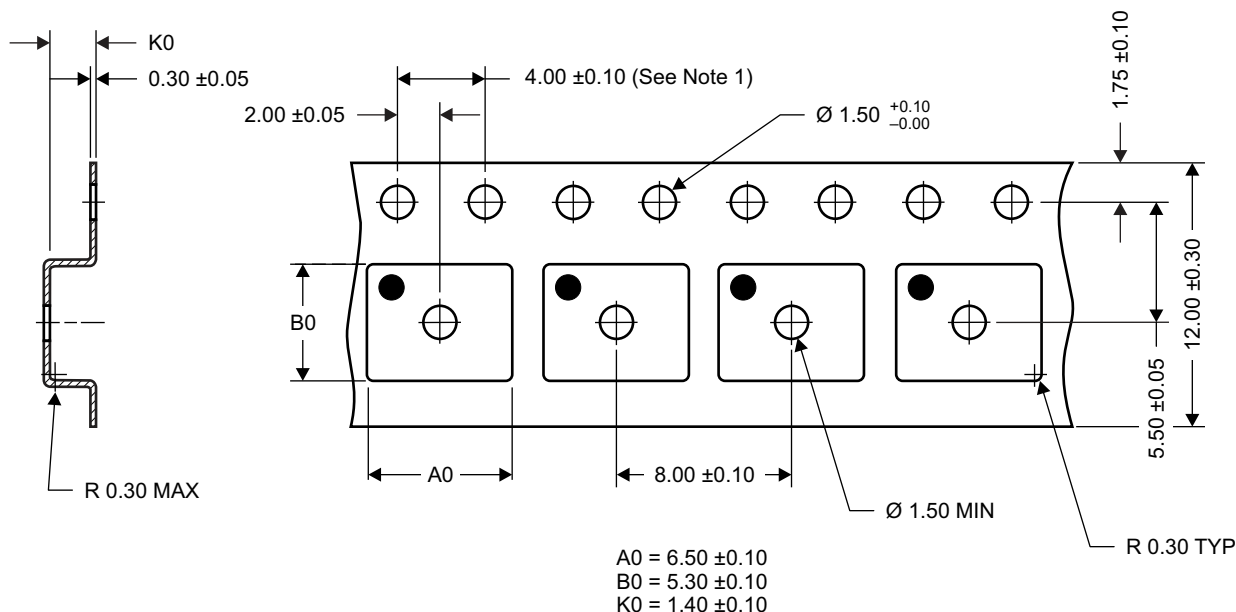 K0
0.30 ±0.05
2.00 ±0.05
4.00 ±0.10 (See Note 1)
Ø 1.50 +0.10 –0.00
1.75 ±0.10
B0
12.00 ±0.30
5.50 ±0.05
R 0.30 MAX
A0
8.00 ±0.10
Ø 1.50 MIN
R 0.30 TYP
A0 = 6.50 ±0.10
B0 = 5.30 ±0.10
K0 = 1.40 ±0.10